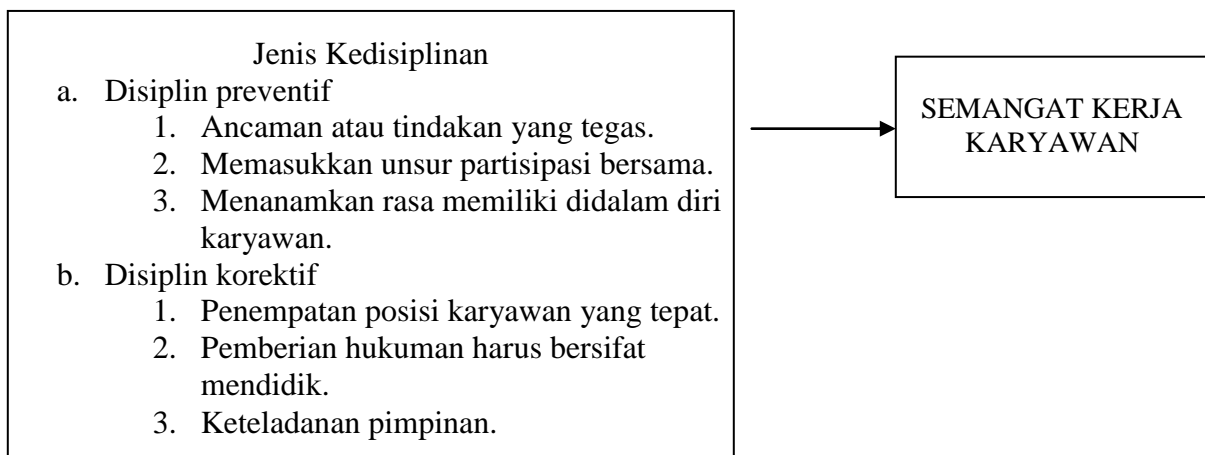 Jenis Kedisiplinan
a. Disiplin preventif
1. Ancaman atau tindakan yang tegas.
2. Memasukkan unsur partisipasi bersama.
3. Menanamkan rasa memiliki didalam diri
karyawan.
b. Disiplin korektif
1. Penempatan posisi karyawan yang tepat.
2. Pemberian hukuman harus bersifat
mendidik.
3. Keteladanan pimpinan.
SEMANGAT KERJA
KARYAWAN